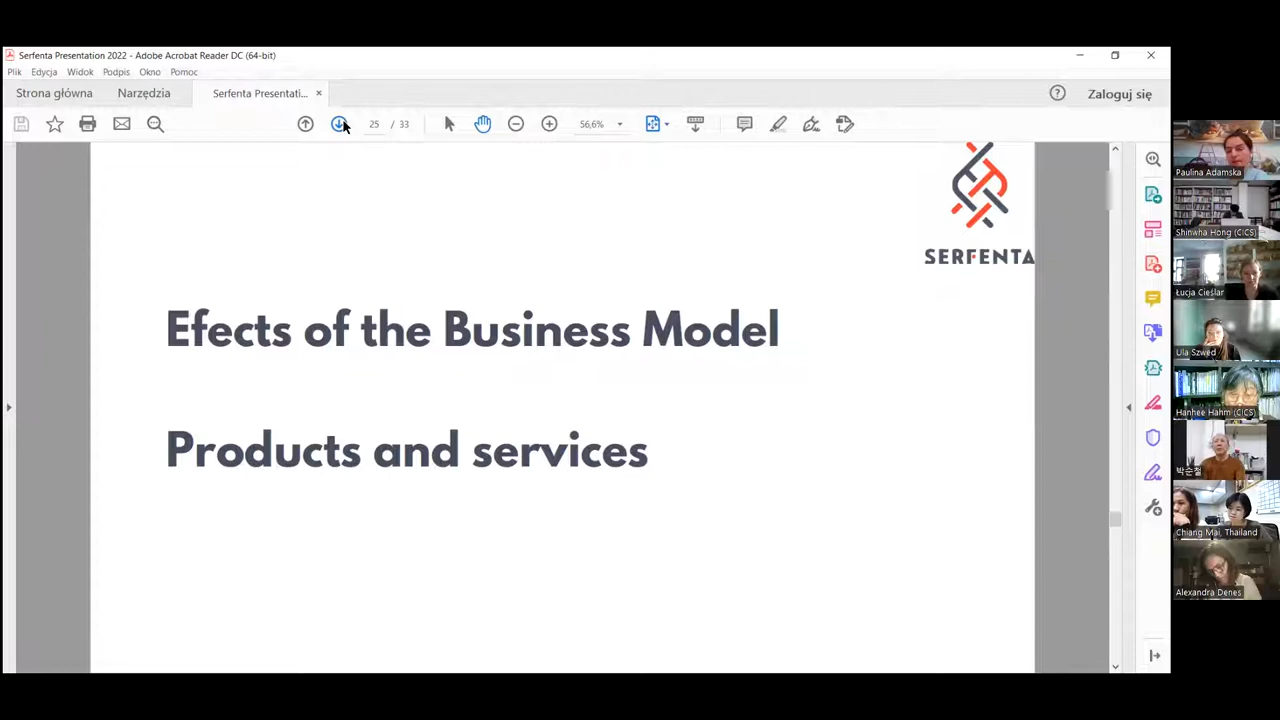 Serfenta Presentation 2022 - Adobe Acrobat Reader DC (64-bit)
Plik Edycja Widok Podpis Okno Pomoc
Strona główna Narzędzia Serfenta Presentati... × Zaloguj się
25 / 33 56,6%
SERFENTA
Efects of the Business Model
Products and services
Paulina Adamska
Shinwha Hong (CICS)
Łucja Cieślar
Ula Szwed
Hanhee Hahm (CICS)
박순철
Chiang Mai, Thailand
Alexandra Denes